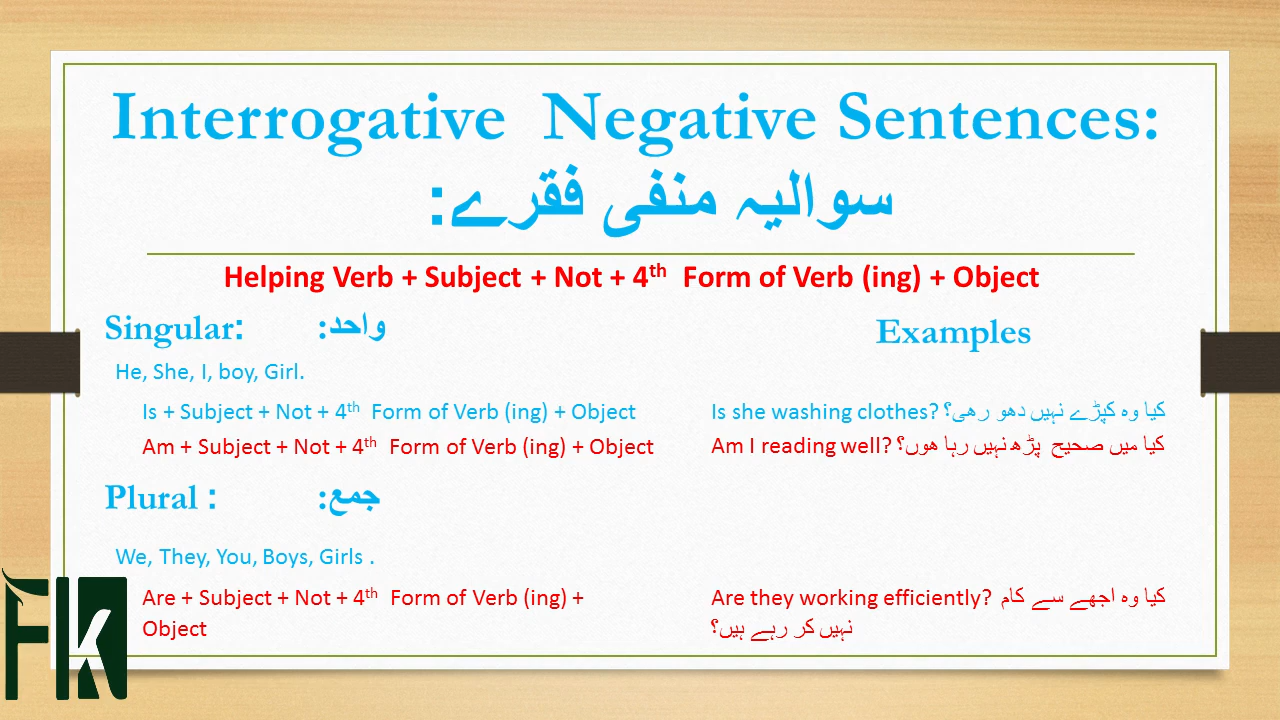 Interrogative Negative Sentences:
سوالیہ منفی فقرے:
Helping Verb + Subject + Not + 4th Form of Verb (ing) + Object
Singular: واحد:
He, She, I, boy, Girl.
Is + Subject + Not + 4th Form of Verb (ing) + Object
Am + Subject + Not + 4th Form of Verb (ing) + Object
Plural : جمع:
We, They, You, Boys, Girls .
Are + Subject + Not + 4th Form of Verb (ing) +
Object
Examples
Is she washing clothes? کیا وہ کپڑے نہیں دھو رھی؟
Am I reading well? کیا میں صحیح پڑھ نہیں رہا ھوں؟
Are they working efficiently? کیا وہ اچھے سے کام
نہیں کر رہے ہیں؟
Fk